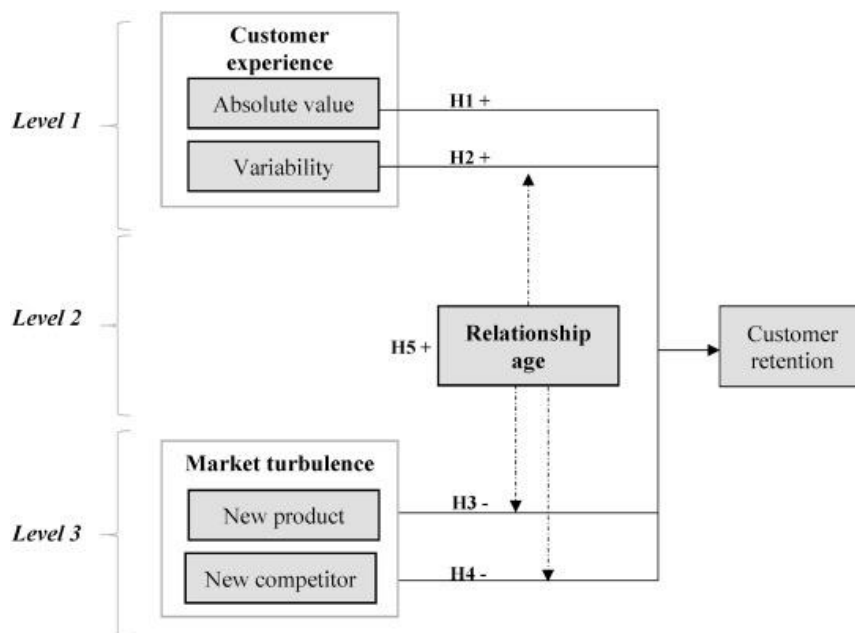 Customer
experience
Absolute value
Variability
Level 1
H1 +
H2 +
Level 2
H5 +
Relationship
age
Customer
retention
Level 3
Market turbulence
New product
New competitor
H3 -
H4 -